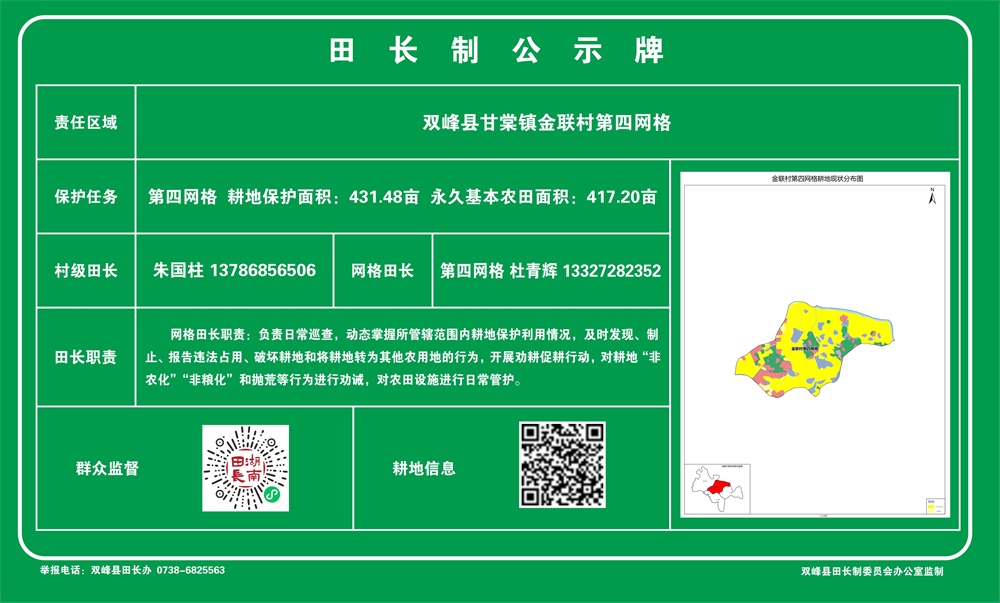 田长制公示牌
责任区域
双峰县甘棠镇金联村第四网格
保护任务
第四网格 耕地保护面积：431.48亩 永久基本农田面积：417.20亩
村级田长
朱国柱 13786856506
网格田长
第四网格 杜青辉 13327282352
田长职责
网格田长职责：负责日常巡查，动态掌握所管辖范围内耕地保护利用情况，及时发现、制
止、报告违法占用、破坏耕地和将耕地转为其他农用地的行为，开展劝耕促耕行动，对耕地“非
农化”“非粮化”和抛荒等行为进行劝诫，对农田设施进行日常管护。
群众监督
湖南
田長
耕地信息
金联村第四网格耕地现状分布图
N
金联村第四网格
举报电话：双峰县田长办 0738-6825563
双峰县田长制委员会办公室监制